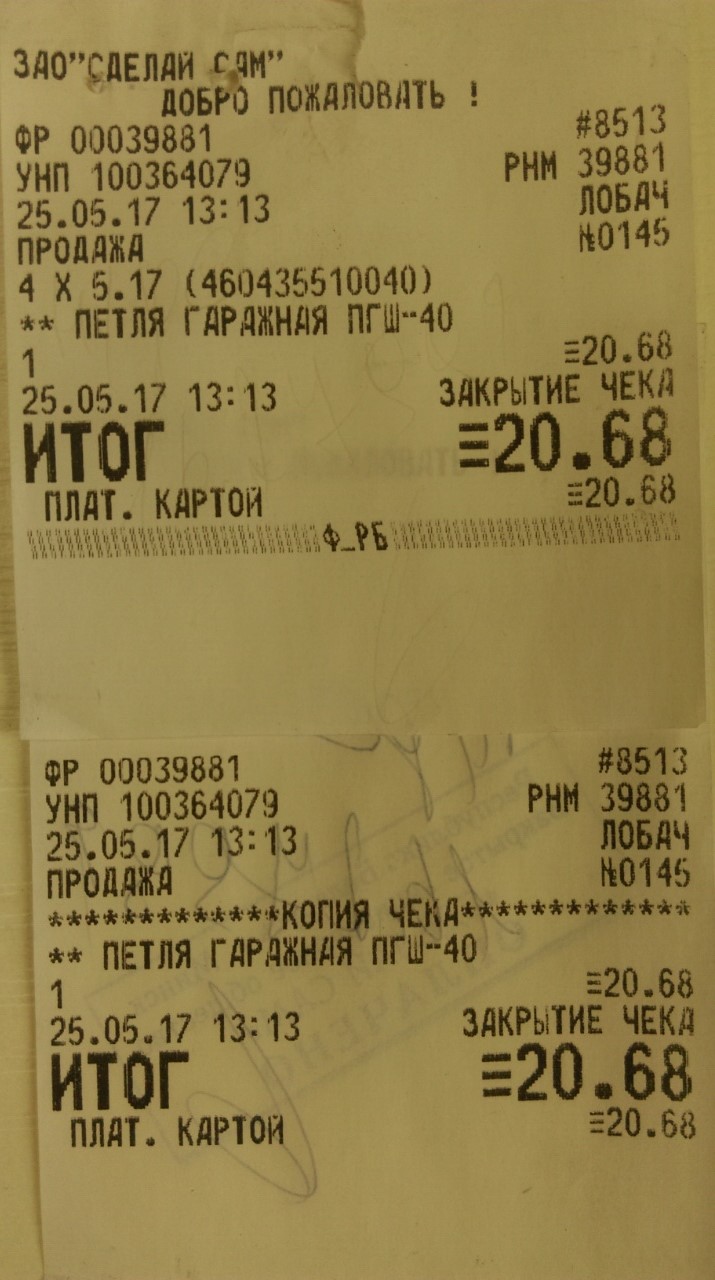 ЗАО"СДЕЛАЙ САМ"
ДОБРО ПОЖАЛОВАТЬ !
ФР 00039881 #8513
УНП 100364079 РНМ 39881
25.05.17 13:13 ЛОБАЧ
ПРОДАЖА №0145
4 X 5.17 (460435510040)
** ПЕТЛЯ ГАРАЖНАЯ ПГШ-40
1 ≡20.68
25.05.17 13:13 ЗАКРЫТИЕ ЧЕКА
ИТОГ ≡20.68
ПЛАТ. КАРТОЙ ≡20.68
Ф_РБ
ФР 00039881 #8513
УНП 100364079 РНМ 39881
25.05.17 13:13 ЛОБАЧ
ПРОДАЖА №0145
*************КОПИЯ ЧЕКА*************
** ПЕТЛЯ ГАРАЖНАЯ ПГШ-40
1 ≡20.68
25.05.17 13:13 ЗАКРЫТИЕ ЧЕКА
ИТОГ ≡20.68
ПЛАТ. КАРТОЙ ≡20.68